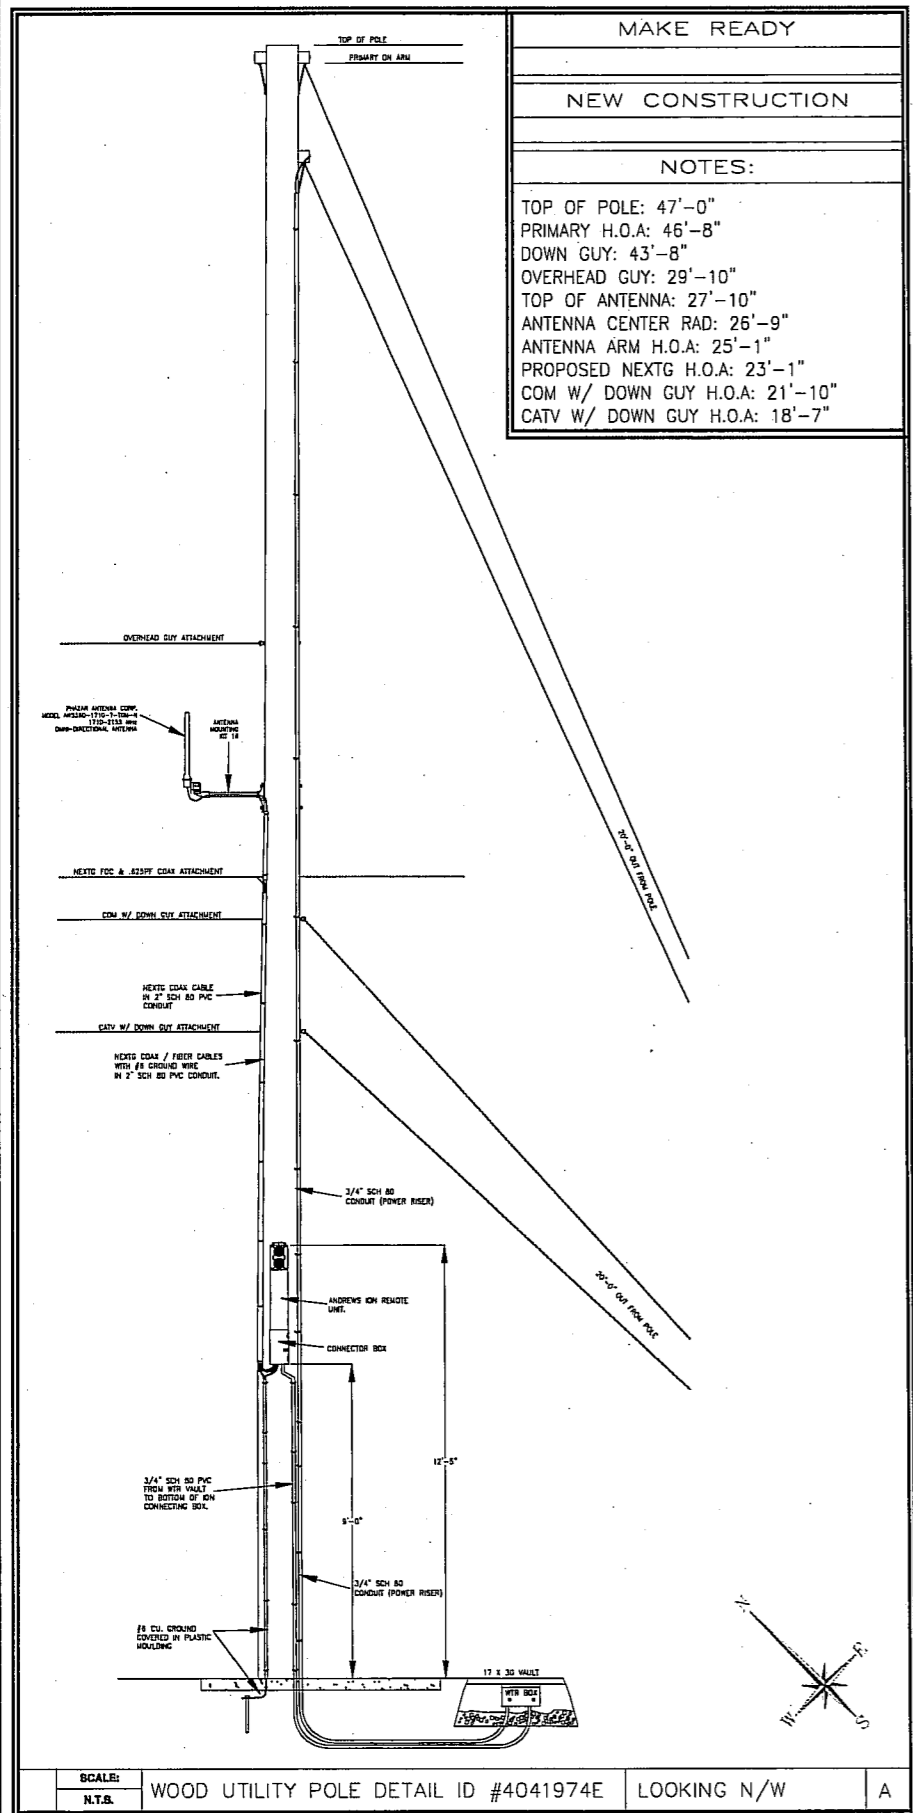 MAKE READY
NEW CONSTRUCTION
NOTES:
TOP OF POLE: 47'-0"
PRIMARY H.O.A: 46'-8"
DOWN GUY: 43'-8"
OVERHEAD GUY: 29'-10"
TOP OF ANTENNA: 27'-10"
ANTENNA CENTER RAD: 26'-9"
ANTENNA ARM H.O.A: 25'-1"
PROPOSED NEXTG H.O.A: 23'-1"
COM W/ DOWN GUY H.O.A: 21'-10"
CATV W/ DOWN GUY H.O.A: 18'-7"
TOP OF POLE
PRIMARY ON ARM
OVERHEAD GUY ATTACHMENT
PHAZAR ANTENNA CORP.
MODEL
OMNI-DIRECTIONAL ANTENNA
ANTENNA
MOUNTING
KIT
20'-0" OUT FROM POLE
NEXTG FOC & .625PF COAX ATTACHMENT
COM W/ DOWN GUY ATTACHMENT
NEXTG COAX CABLE
IN 2" SCH 80 PVC
CONDUIT
CATV W/ DOWN GUY ATTACHMENT
NEXTG COAX / FIBER CABLES
WITH #6 GROUND WIRE
IN 2" SCH 80 PVC CONDUIT.
3/4" SCH 80
CONDUIT (POWER RISER)
20'-0" OUT FROM POLE
ANDREWS ION REMOTE
UNIT.
CONNECTOR BOX
12'-5"
9'-0"
3/4" SCH 80 PVC
FROM WTR VAULT
TO BOTTOM OF ION
CONNECTING BOX.
3/4" SCH 80
CONDUIT (POWER RISER)
#6 CU. GROUND
COVERED IN PLASTIC
MOULDING
17 X 30 VAULT
WTR BOX
N
E
W
S
SCALE:
N.T.S.
WOOD UTILITY POLE DETAIL ID #4041974E
LOOKING N/W
A